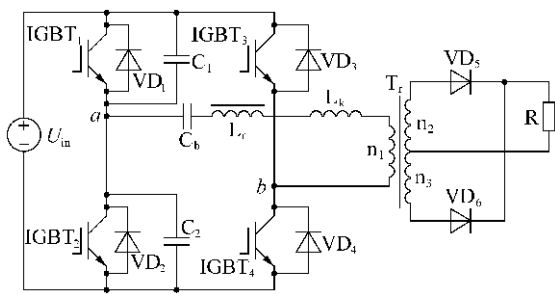 IGBT1
VD1
C1
IGBT3
VD3
a
Cb
Lr
Lk
Tr
VD5
n2
R
Uin
n1
b
n3
VD6
IGBT2
VD2
C2
IGBT4
VD4